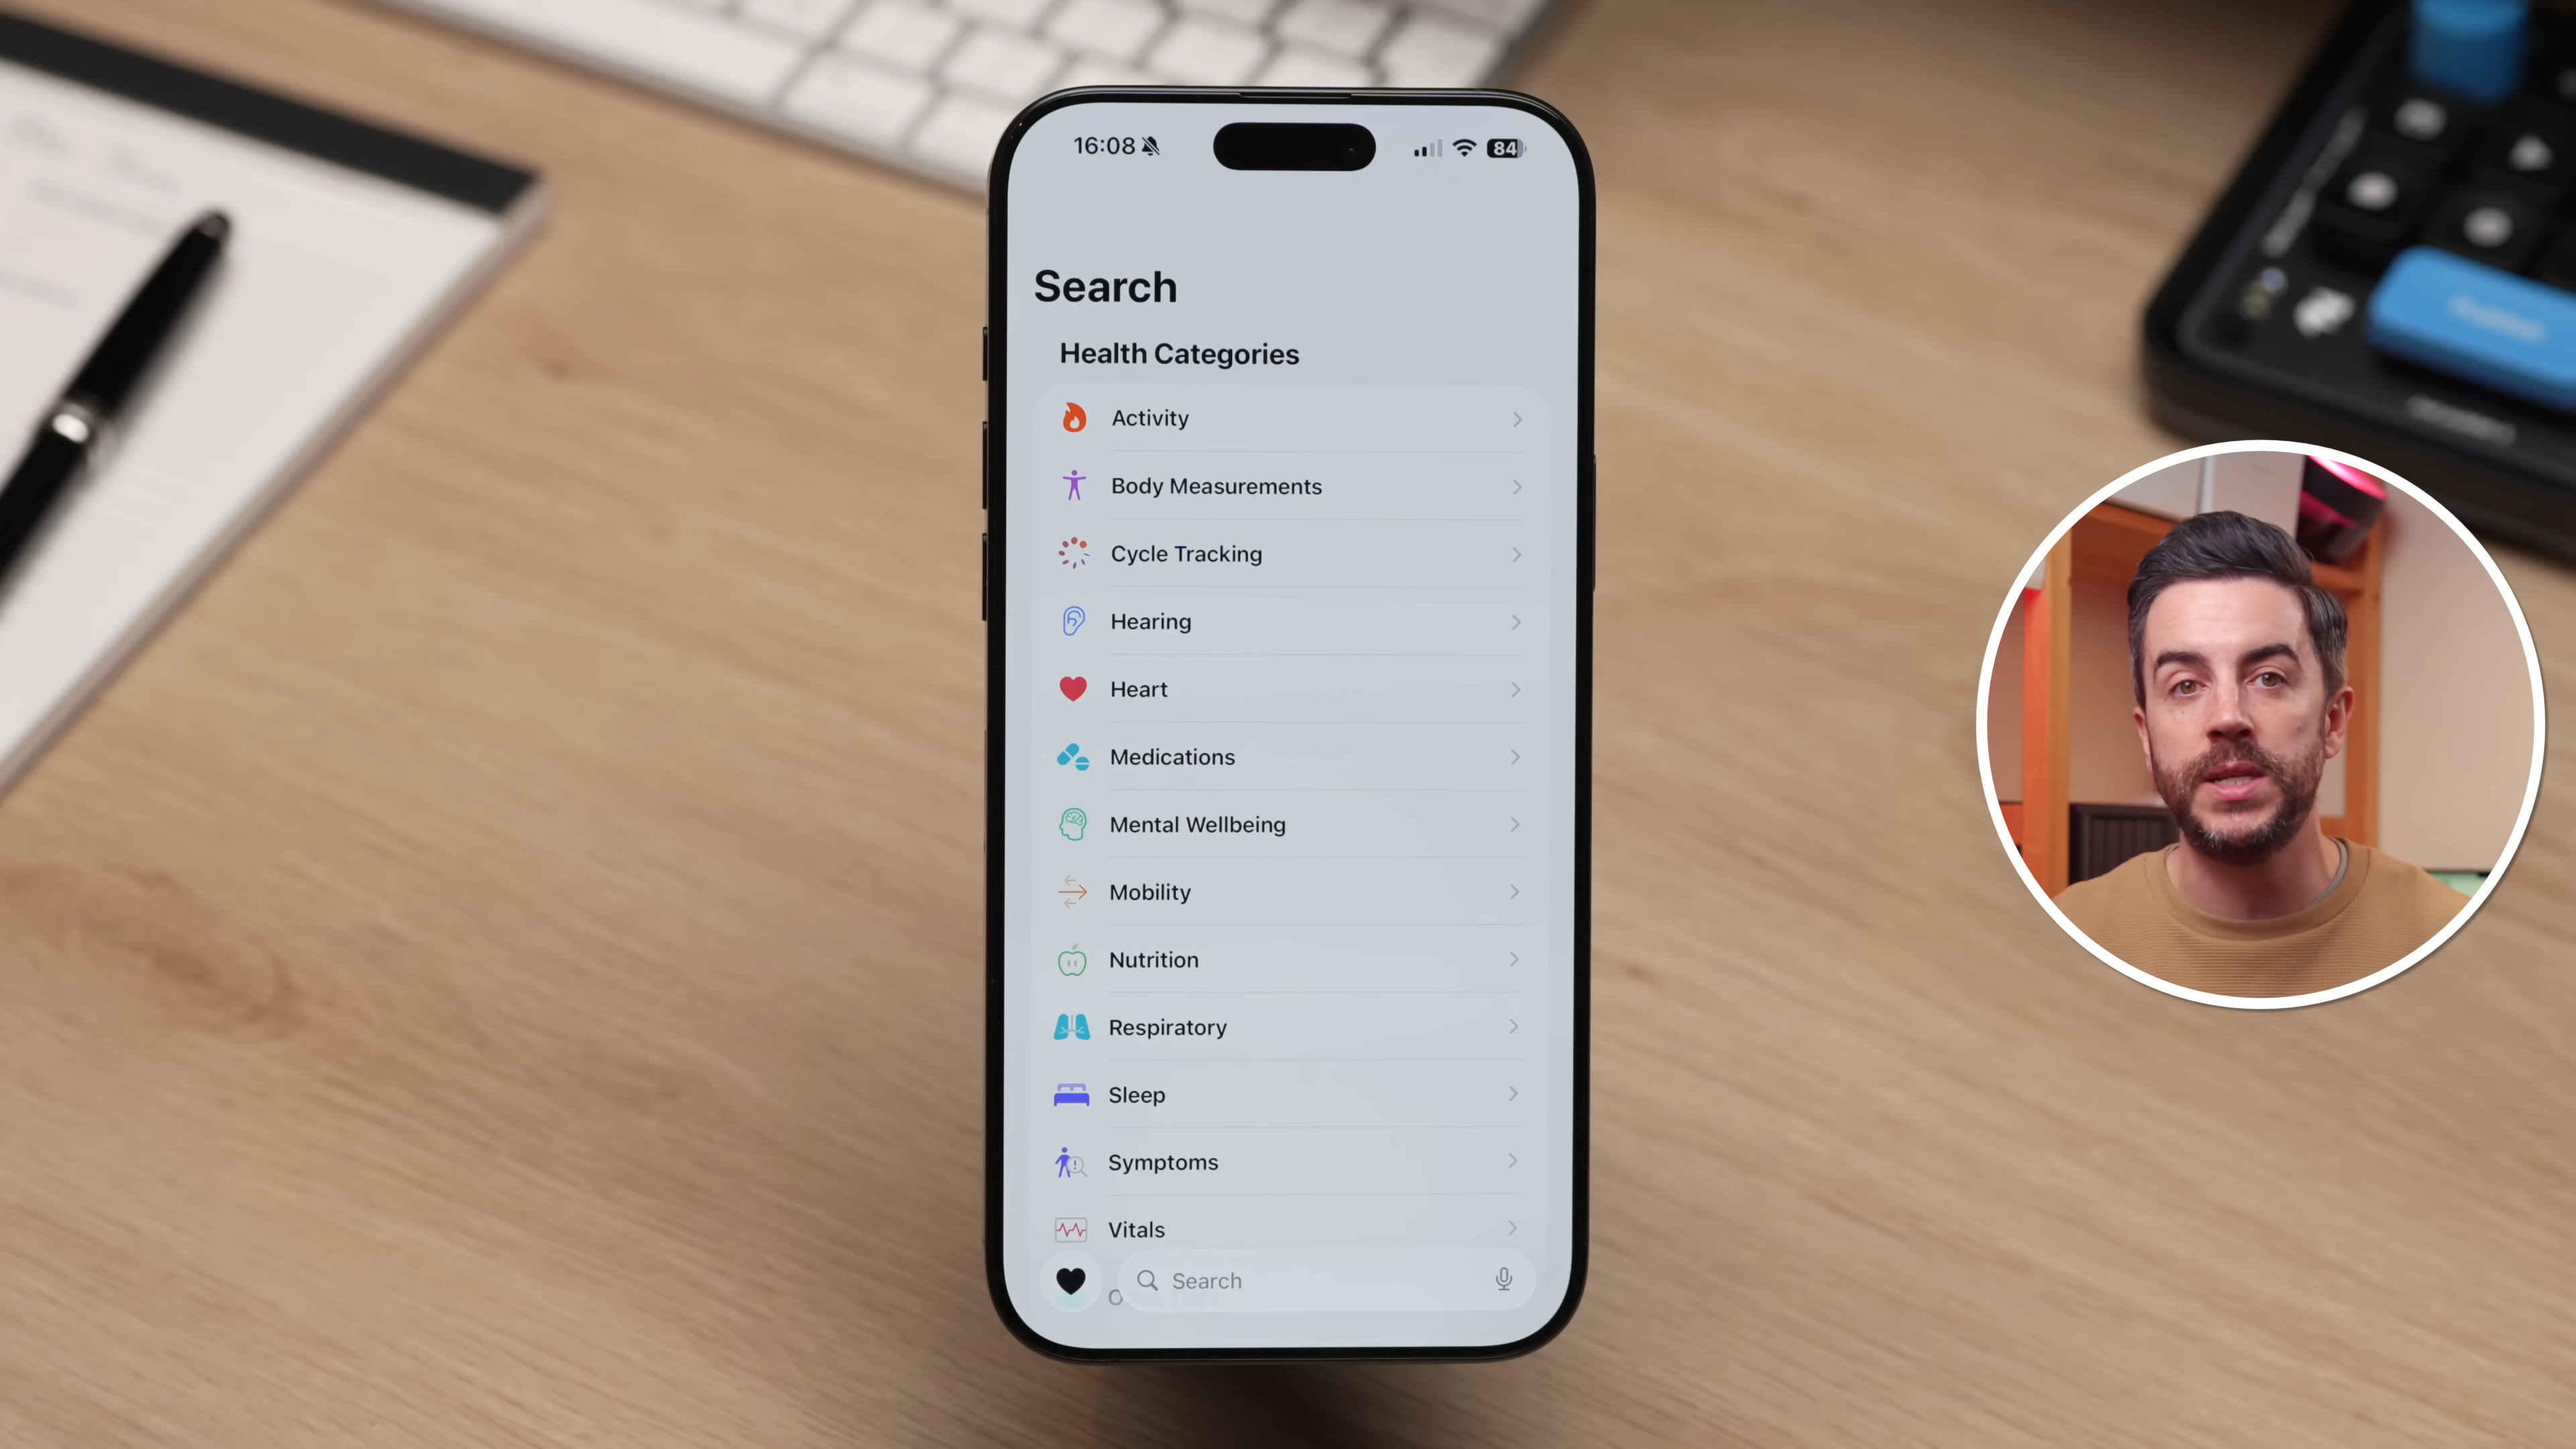 16:08
84
Search
Health Categories
Activity
Body Measurements
Cycle Tracking
Hearing
Heart
Medications
Mental Wellbeing
Mobility
Nutrition
Respiratory
Sleep
Symptoms
Vitals
Search